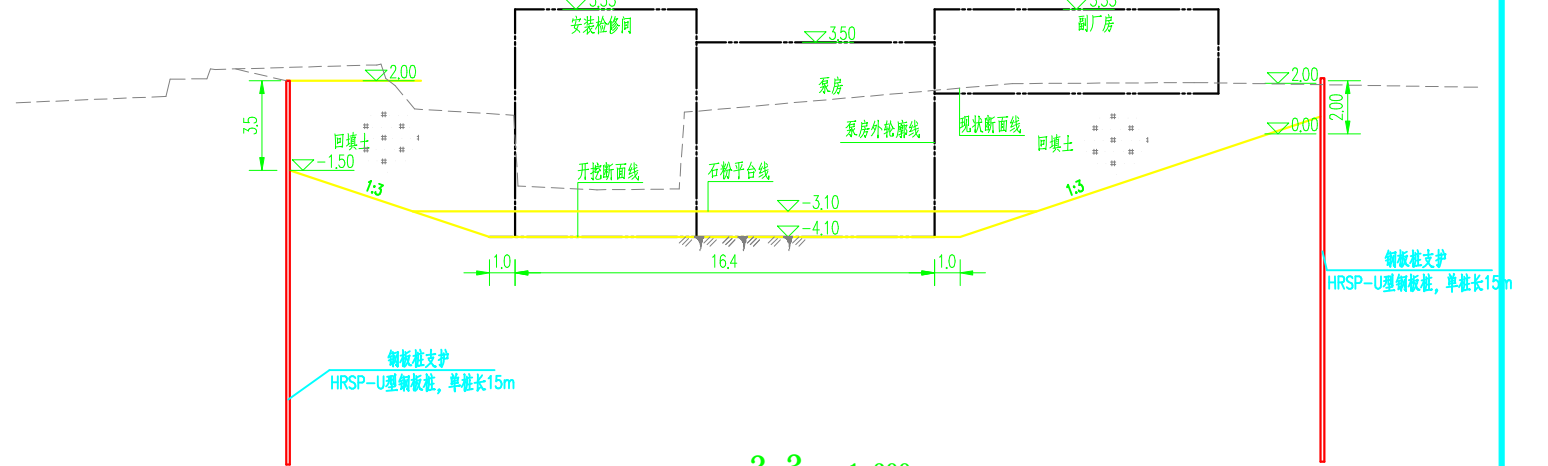 安装检修间
副厂房
3.50
2.00
泵房
2.00
3.5
回填土
泵房外轮廓线
现状断面线
回填土
0.00
2.00
-1.50
开挖断面线
石粉平台线
1:3
1:3
-3.10
-4.10
1.0
16.4
1.0
钢板桩支护
HRSP-U型钢板桩，单桩长15m
钢板桩支护
HRSP-U型钢板桩，单桩长15m